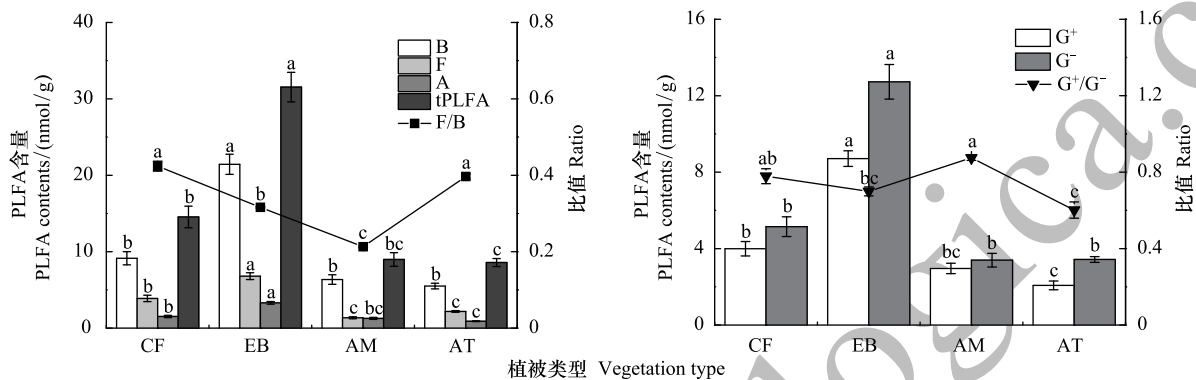 PLFA含量
PLFA contents/(nmol/g)
40
30
20
10
0
B
F
A
tPLFA
F/B
0.8
0.6
0.4
0.2
0
比值 Ratio
a
b
b
b
a
b
a
a
a
c
b
c
bc
bc
a
b
c
c
c
CF
EB
AM
AT
PLFA含量
PLFA contents/(nmol/g)
16
12
8
4
0
G⁺
G⁻
G⁺/G⁻
1.6
1.2
0.8
0.4
0
比值 Ratio
ab
b
b
a
a
bc
a
bc
b
c
b
b
CF
EB
AM
AT
植被类型 Vegetation type